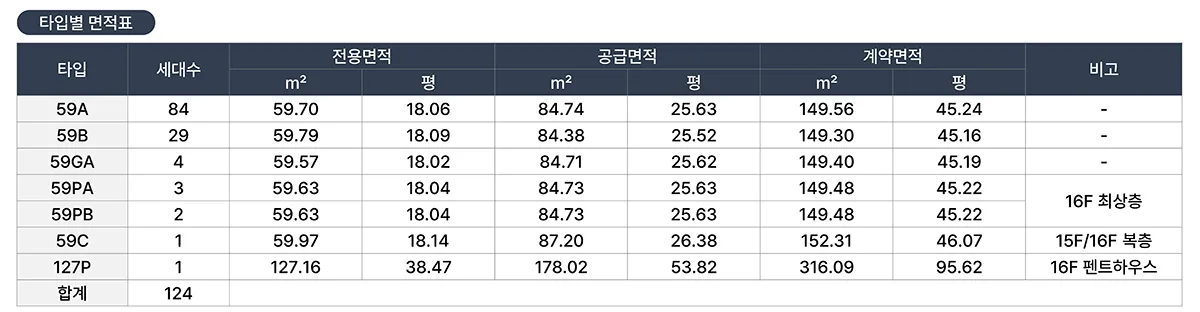 타입별 면적표
타입 세대수 전용면적 공급면적 계약면적 비고
m² 평 m² 평 m² 평
59A 84 59.70 18.06 84.74 25.63 149.56 45.24 -
59B 29 59.79 18.09 84.38 25.52 149.30 45.16 -
59GA 4 59.57 18.02 84.71 25.62 149.40 45.19 -
59PA 3 59.63 18.04 84.73 25.63 149.48 45.22 16F 최상층
59PB 2 59.63 18.04 84.73 25.63 149.48 45.22
59C 1 59.97 18.14 87.20 26.38 152.31 46.07 15F/16F 복층
127P 1 127.16 38.47 178.02 53.82 316.09 95.62 16F 펜트하우스
합계 124